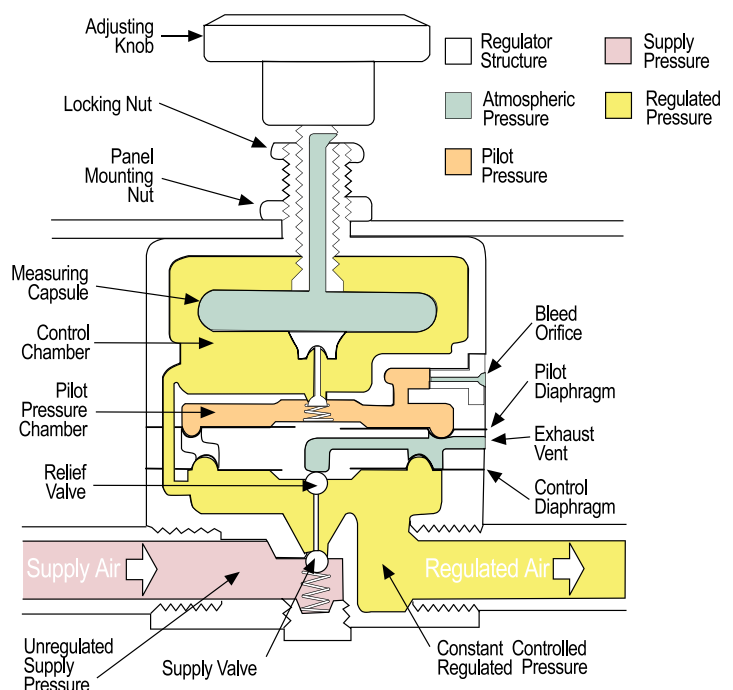 Adjusting
Knob
Locking Nut
Panel
Mounting
Nut
Regulator
Structure
Supply
Pressure
Atmospheric
Pressure
Regulated
Pressure
Pilot
Pressure
Measuring
Capsule
Control
Chamber
Pilot
Pressure
Chamber
Relief
Valve
Bleed
Orifice
Pilot
Diaphragm
Exhaust
Vent
Control
Diaphragm
Supply Air
Regulated Air
Unregulated
Supply
Pressure
Supply Valve
Constant
Regulated Controlled
Pressure